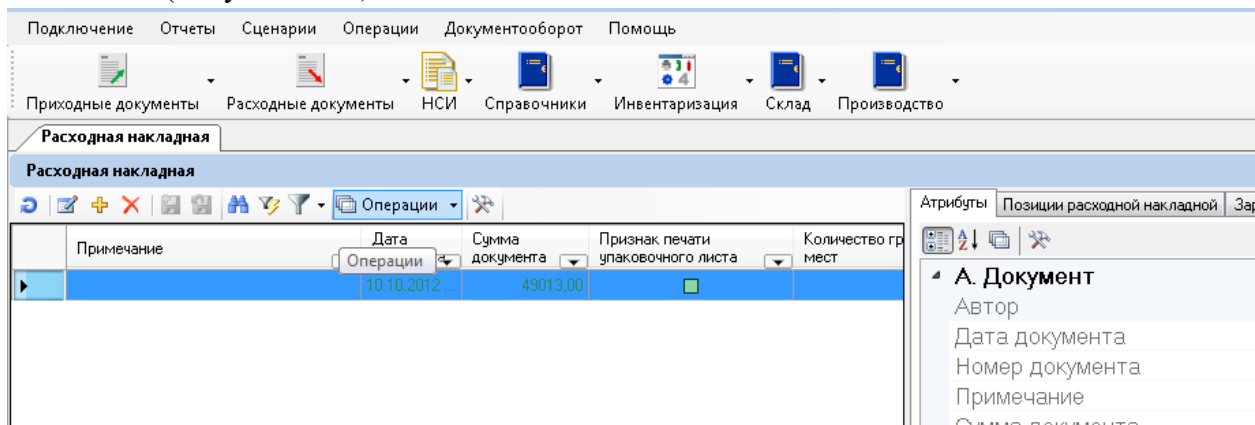 Подключение Отчеты Сценарии Операции Документооборот Помощь
Приходные документы Расходные документы НСИ Справочники Инвентаризация Склад Производство
Расходная накладная
Расходная накладная
Операции
Атрибуты Позиции расходной накладной
Примечание Дата Сумма документа Признак печати упаковочного листа Количество гр мест
Операции
10.10.2012 ... 49013,00
А. Документ
Автор
Дата документа
Номер документа
Примечание